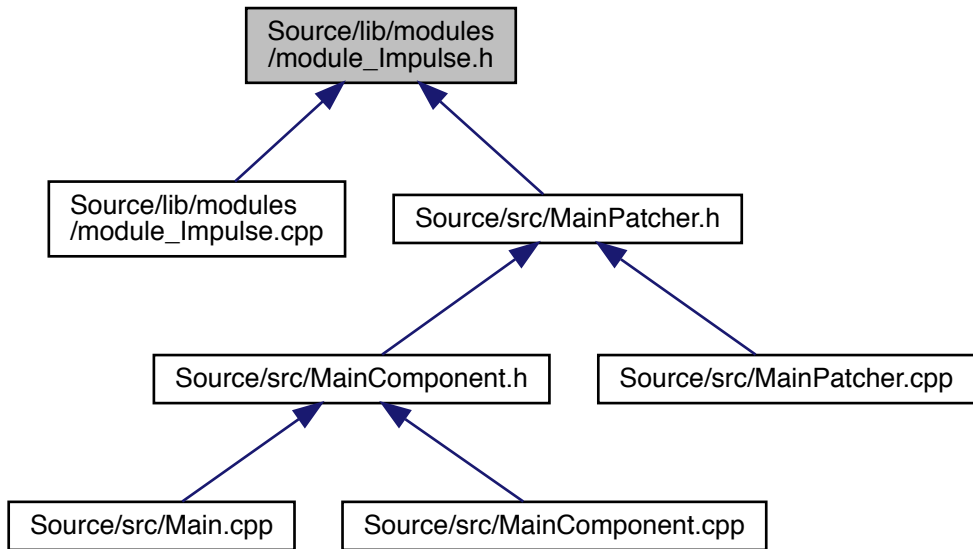 Source/lib/modules
/module_Impulse.h
Source/lib/modules
/module_Impulse.cpp
Source/src/MainPatcher.h
Source/src/MainComponent.h
Source/src/MainPatcher.cpp
Source/src/Main.cpp
Source/src/MainComponent.cpp